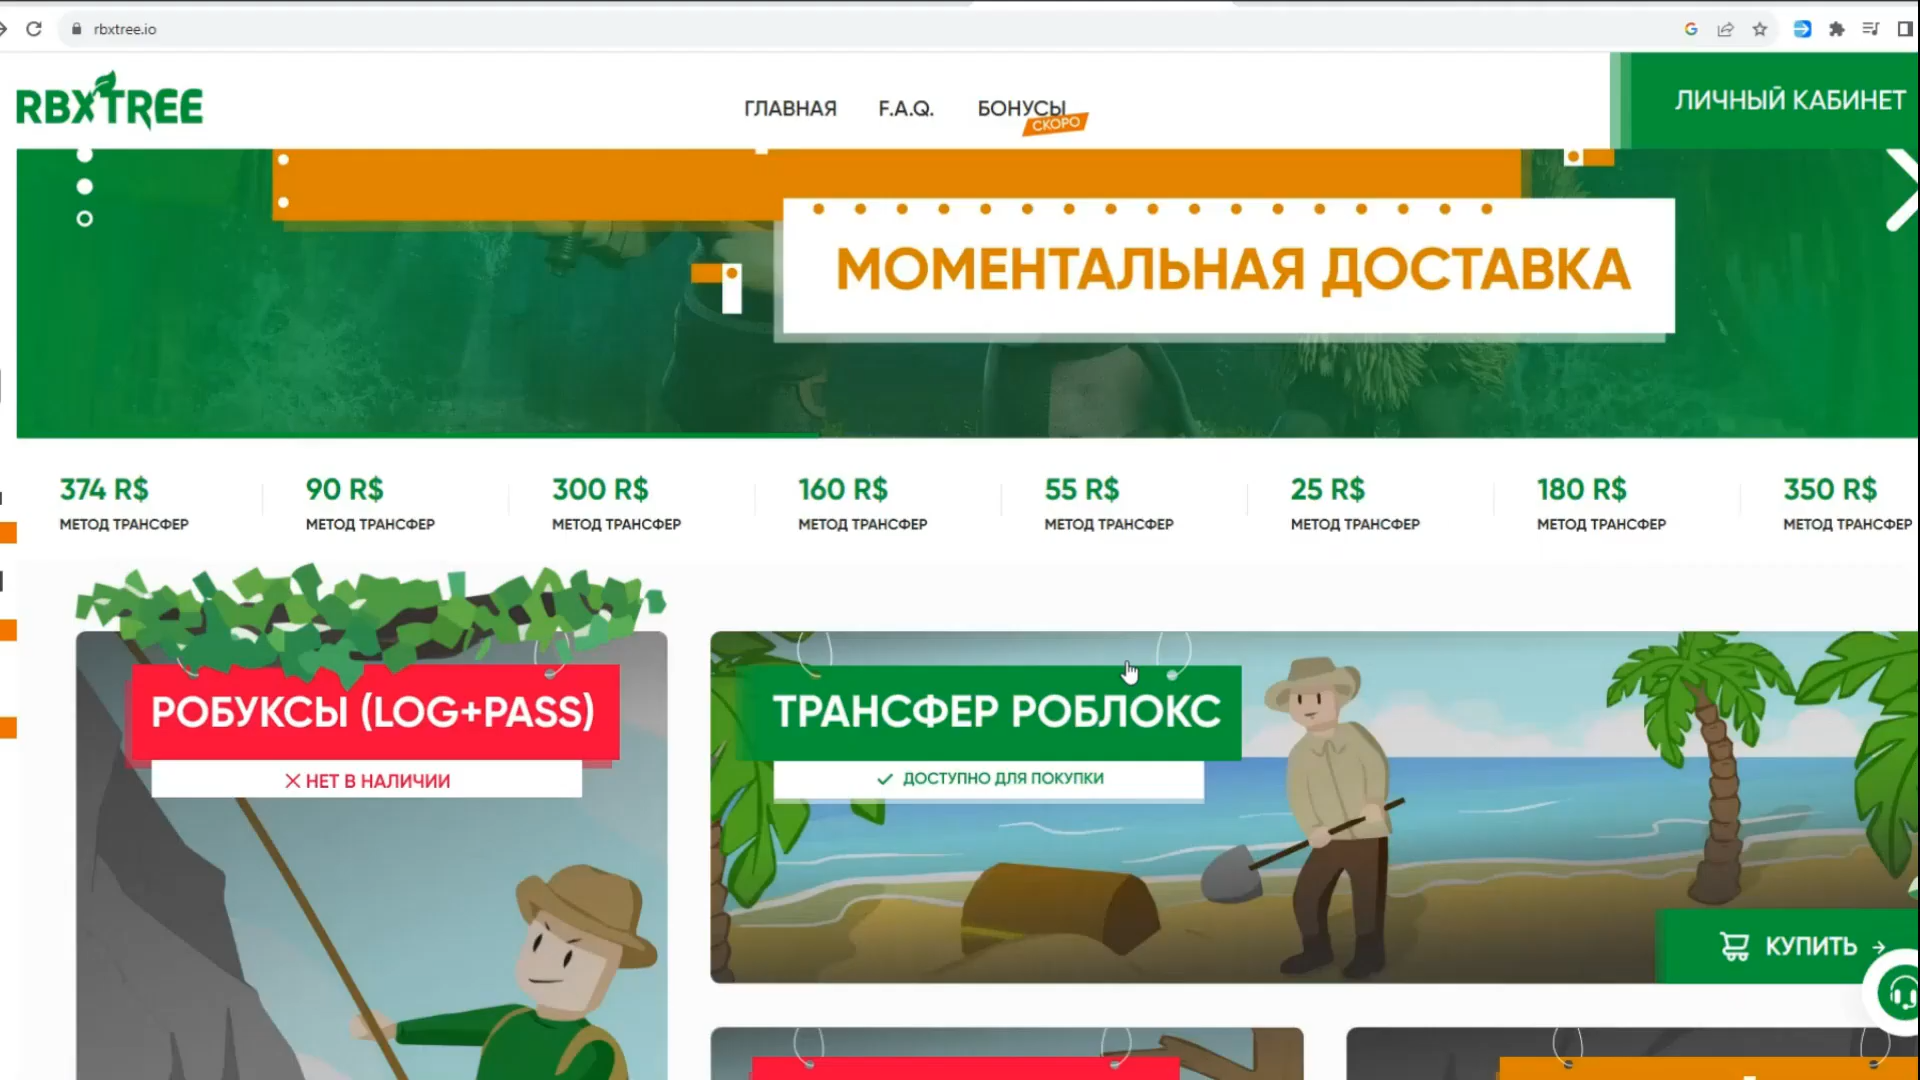 rbxtree.io
RBXTREE
ГЛАВНАЯ
F.A.Q.
БОНУСЫ
СКОРО
ЛИЧНЫЙ КАБИНЕТ
МОМЕНТАЛЬНАЯ ДОСТАВКА
374 R$
МЕТОД ТРАНСФЕР
90 R$
МЕТОД ТРАНСФЕР
300 R$
МЕТОД ТРАНСФЕР
160 R$
МЕТОД ТРАНСФЕР
55 R$
МЕТОД ТРАНСФЕР
25 R$
МЕТОД ТРАНСФЕР
180 R$
МЕТОД ТРАНСФЕР
350 R$
МЕТОД ТРАНСФЕР
РОБУКСЫ (LOG+PASS)
НЕТ В НАЛИЧИИ
ТРАНСФЕР РОБЛОКС
ДОСТУПНО ДЛЯ ПОКУПКИ
КУПИТЬ →